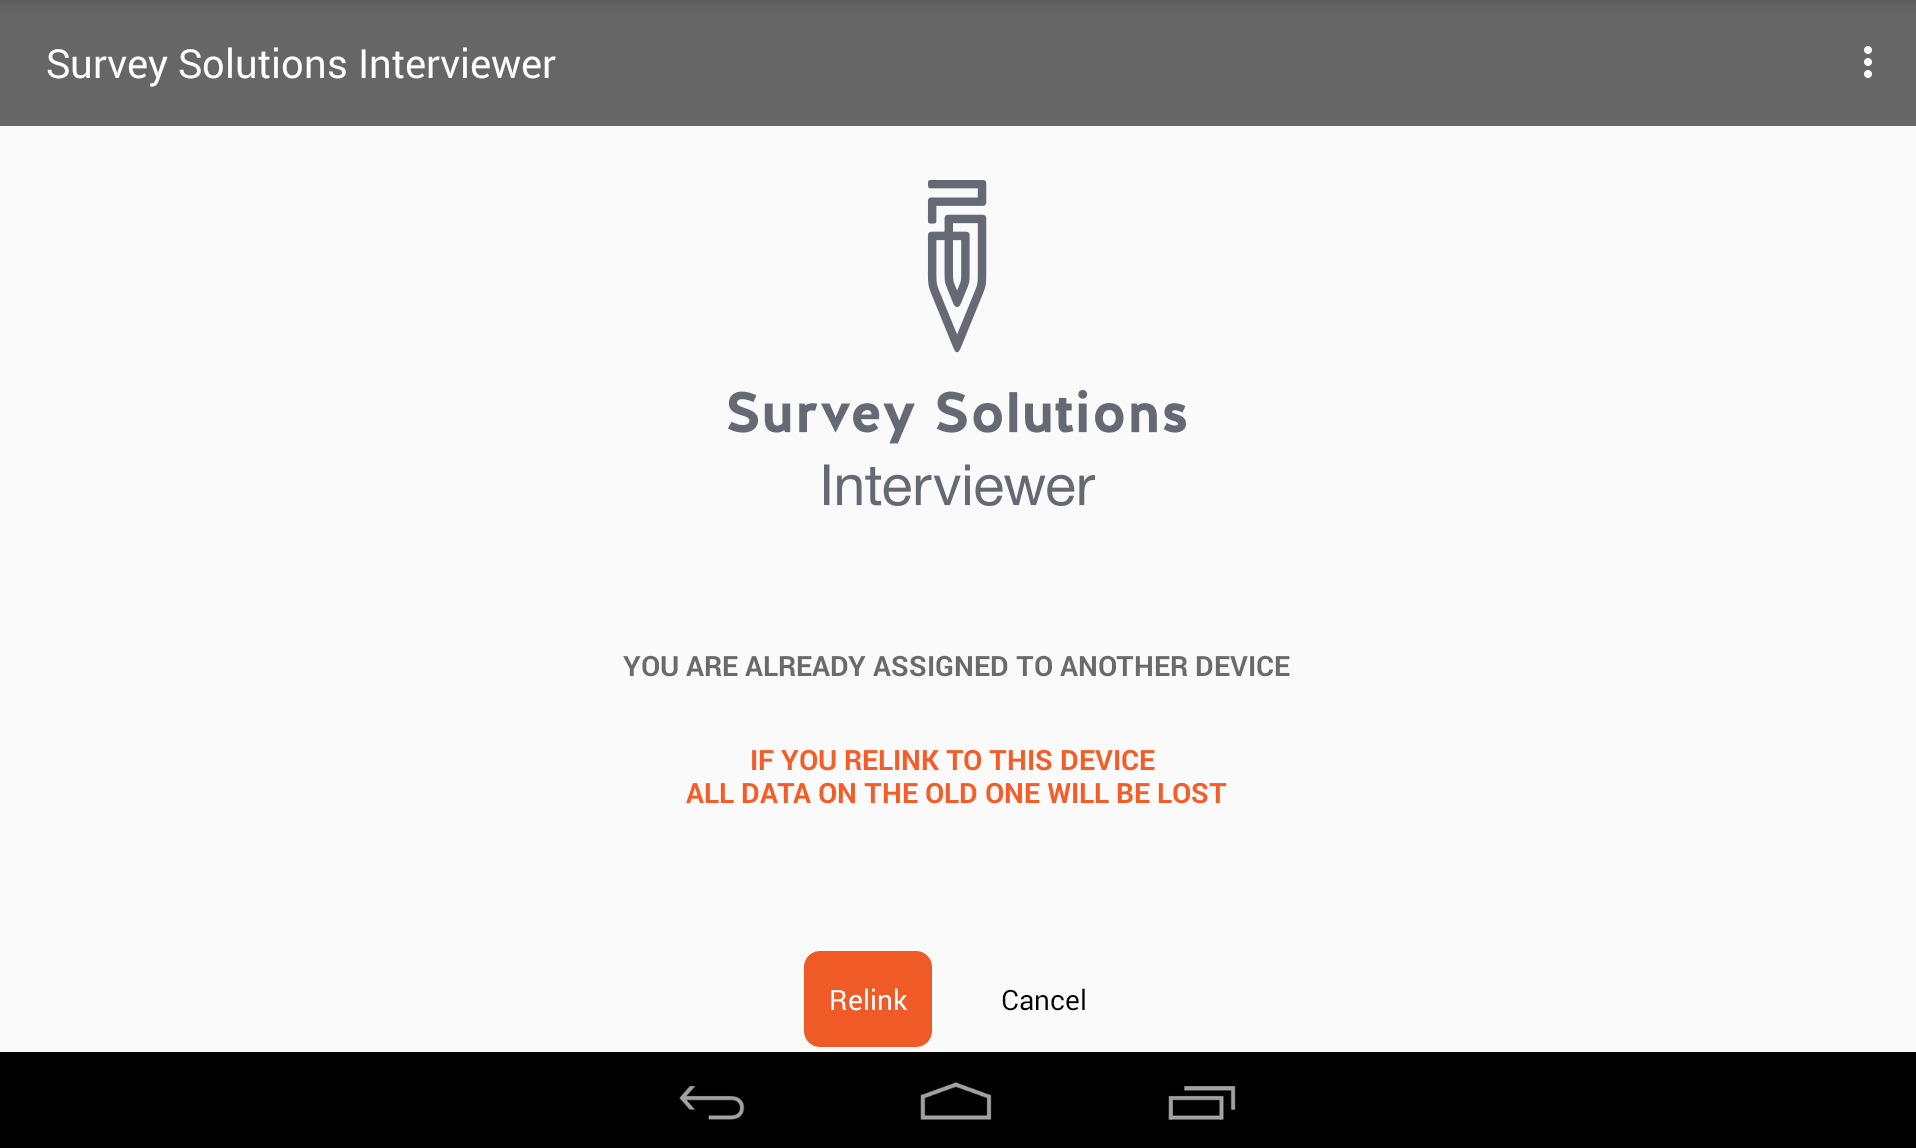 Survey Solutions Interviewer
Survey Solutions
Interviewer
YOU ARE ALREADY ASSIGNED TO ANOTHER DEVICE
IF YOU RELINK TO THIS DEVICE
ALL DATA ON THE OLD ONE WILL BE LOST
Relink
Cancel